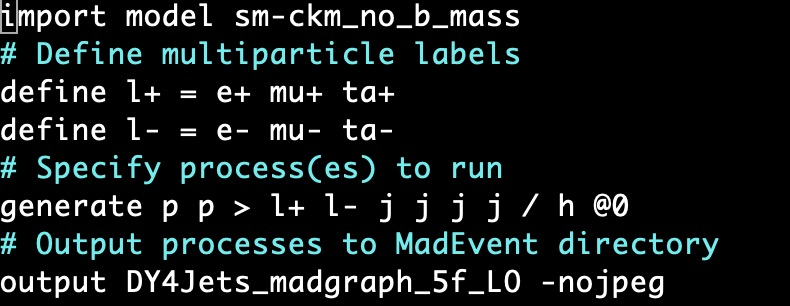 import model sm-ckm_no_b_mass
# Define multiparticle labels
define l+ = e+ mu+ ta+
define l- = e- mu- ta-
# Specify process(es) to run
generate p p > l+ l- j j j j / h @0
# Output processes to MadEvent directory
output DY4Jets_madgraph_5f_LO -nojpeg